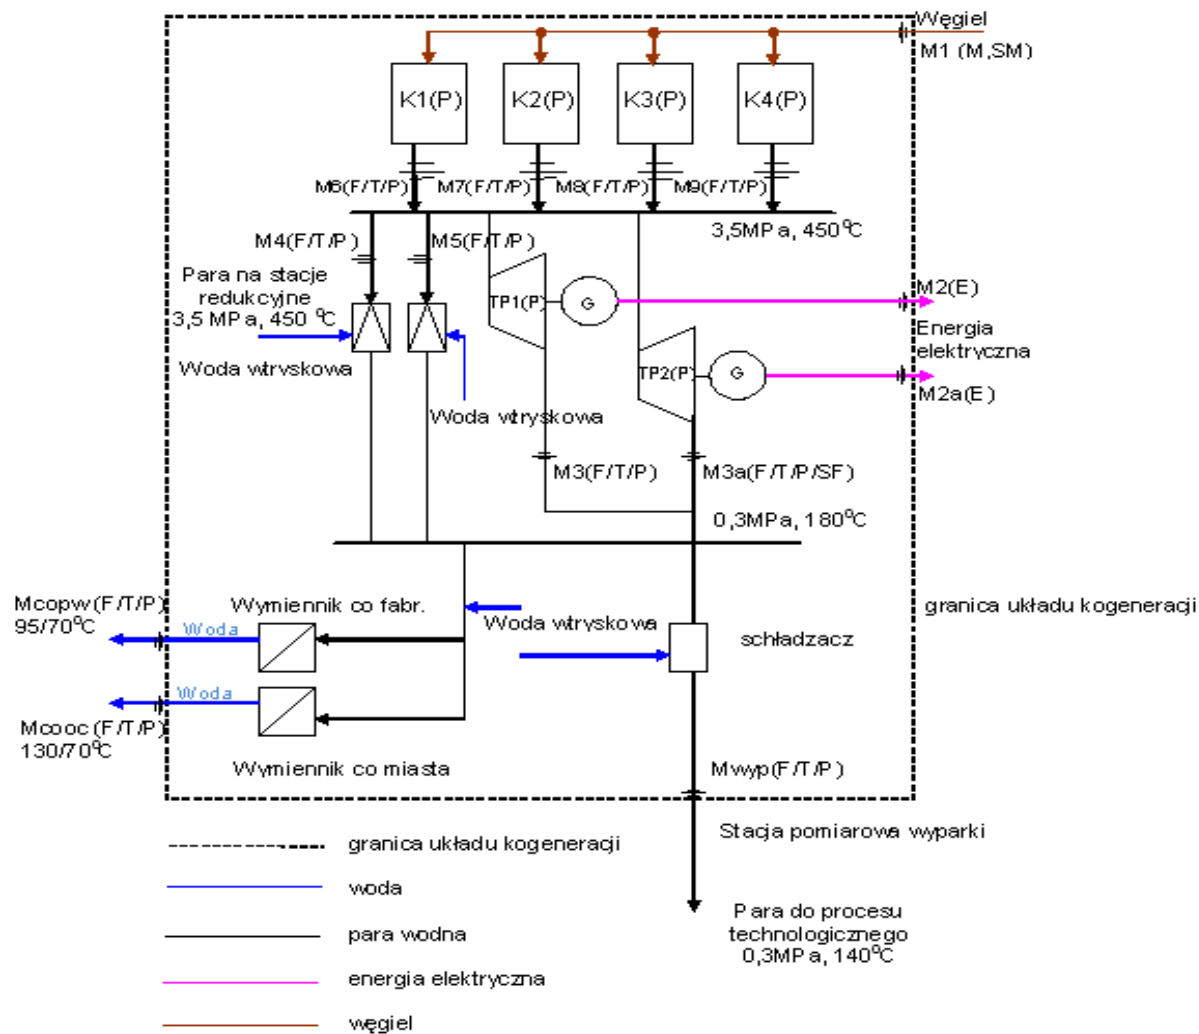 Węgiel
M1 (M,SM)
K1(P)
K2(P)
K3(P)
K4(P)
M6(F/T/P)
M7(F/T/P)
M8(F/T/P)
M9(F/T/P)
3,5MPa, 450°C
M4(F/T/P)
M5(F/T/P)
Para na stacje
redukcyjne
3,5 MPa, 450 °C
TP1(P)
G
M2(E)
Energia
elektryczna
Woda wtryskowa
TP2(P)
G
M2a(E)
Woda wtryskowa
M3(F/T/P)
M3a(F/T/P/SF)
0,3MPa, 180°C
Mcopw(F/T/P)
95/70°C
Woda
Wymiennik co fabr.
Woda wtryskowa
schładzacz
granica układu kogeneracji
Woda
Mcooc(F/T/P)
130/70°C
Wymiennik co miasta
Mwyp(F/T/P)
Stacja pomiarowa wyparki
granica układu kogeneracji
woda
para wodna
energia elektryczna
węgiel
Para do procesu
technologicznego
0,3MPa, 140°C